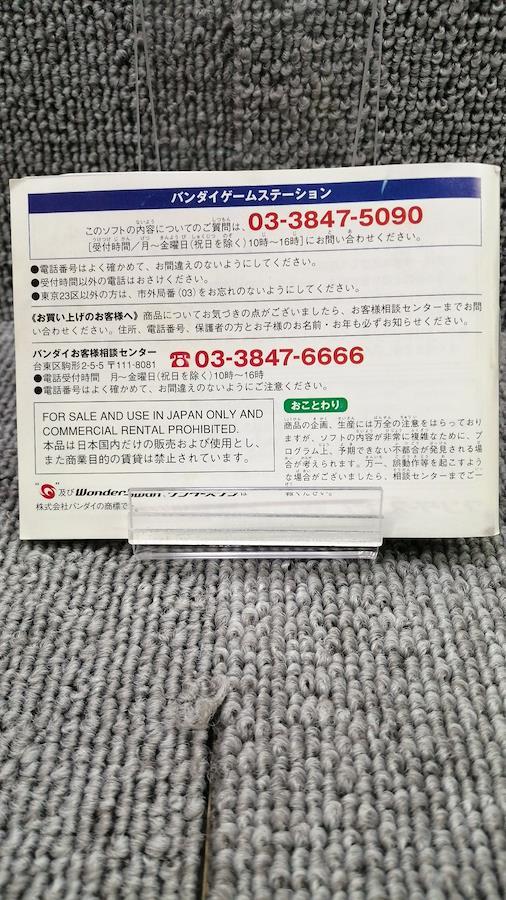 バンダイゲームステーション
このソフトの内容についてのご質問は、03-3847-5090
[受付時間/月〜金曜日(祝日を除く)10時〜16時]にお問い合わせください。
●電話番号はよく確かめて、お間違えのないようにしてください。
●受付時間以外の電話はおさけください。
●東京23区以外の方は、市外局番(03)をお忘れのないようにしてください。
《お買い上げのお客様へ》商品についてお気づきの点がございましたら、お客様相談センターまでお問
い合わせください。住所、電話番号、保護者の方とお子様のお名前・お年も必ずお知らせください。
バンダイお客様相談センター ☎03-3847-6666
台東区駒形2-5-5 〒111-8081
●電話受付時間 月〜金曜日(祝日を除く)10時〜16時
●電話番号はよく確かめて、お間違えのないようにご注意ください。
FOR SALE AND USE IN JAPAN ONLY AND
COMMERCIAL RENTAL PROHIBITED.
本品は日本国内だけの販売および使用とし、
また商業目的の賃貸は禁止されています。
おことわり
商品の企画、生産には万全の注意をはらっており
ますが、ソフトの内容が非常に複雑なために、プ
ログラム上、予期できない不都合が発見される場
合が考えられます。万一、誤動作等を起こすよう
な場合がございましたら、相談センターまでご一
報ください。
及びWonderSwan、ワンダースワンは
株式会社バンダイの商標で